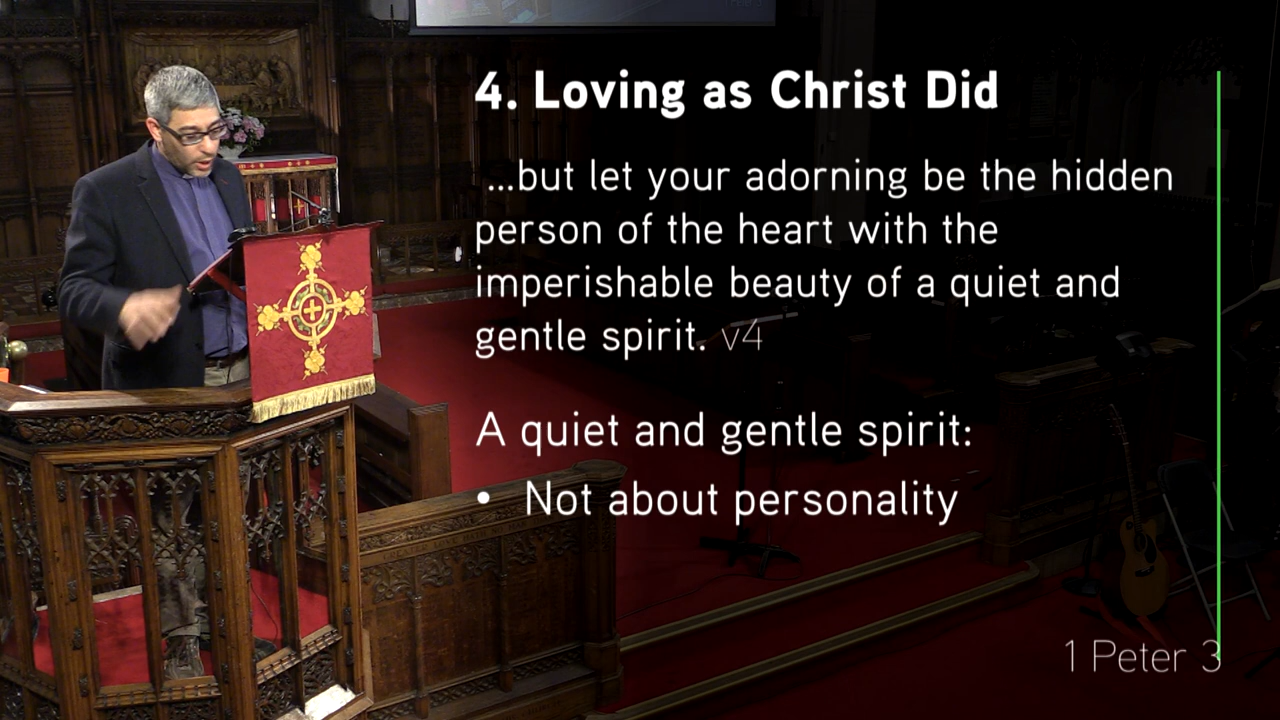 4. Loving as Christ Did
...but let your adorning be the hidden
person of the heart with the
imperishable beauty of a quiet and
gentle spirit. v4
A quiet and gentle spirit:
• Not about personality
1 Peter 3